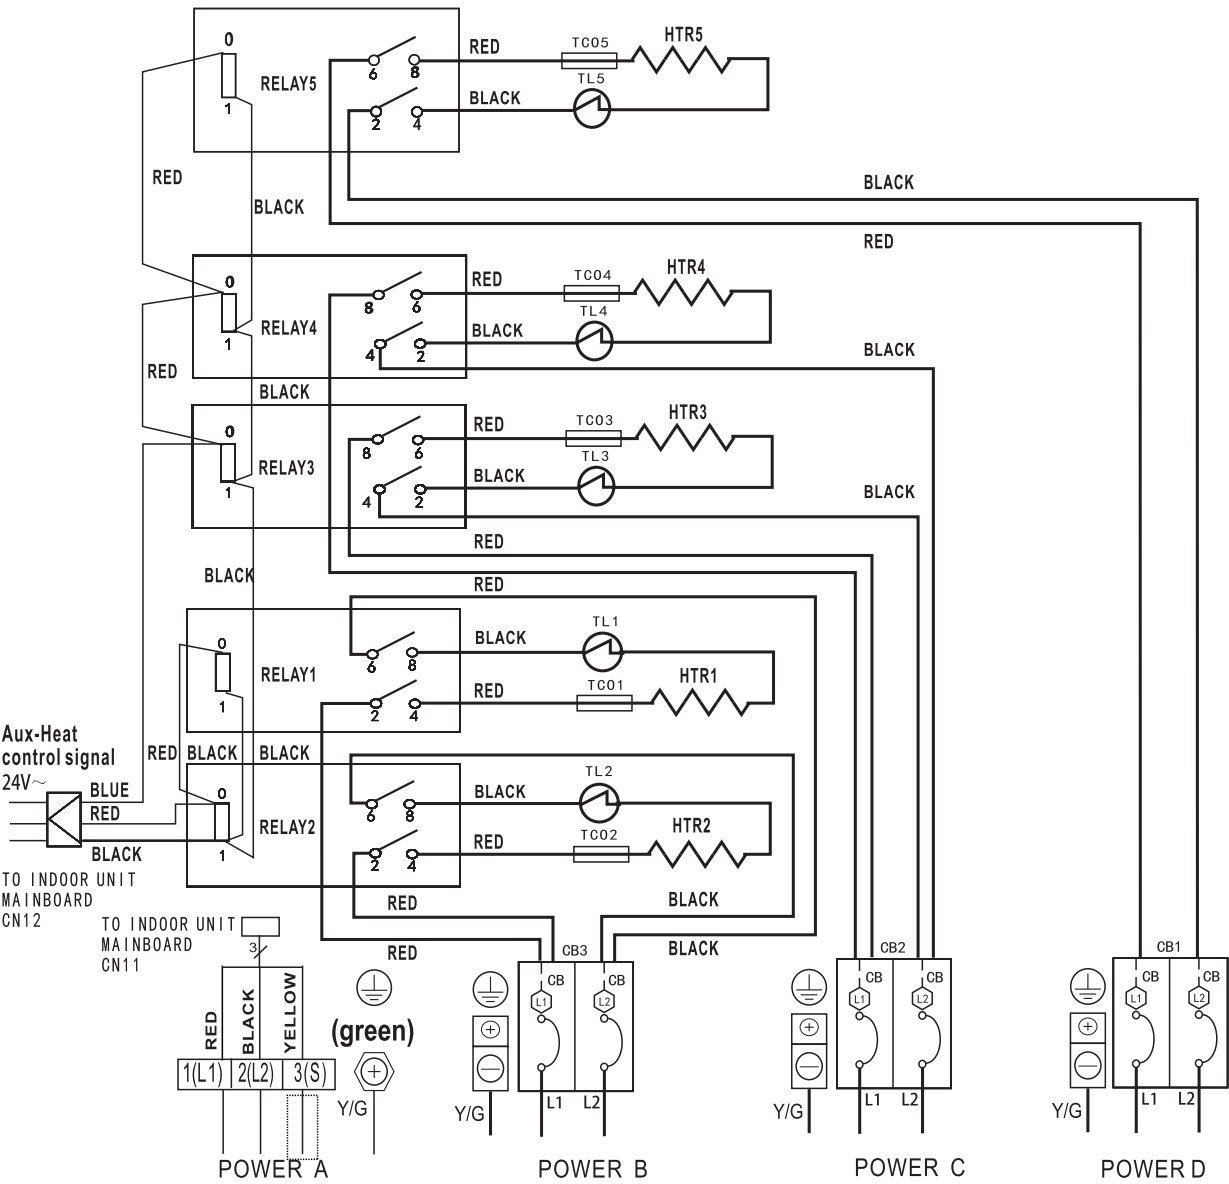 0
RELAY5
1
6
8
2
4
RED
BLACK
TCO5
TL5
HTR5
RED
BLACK
BLACK
RED
0
RELAY4
1
8
6
4
2
RED
BLACK
TCO4
TL4
HTR4
BLACK
RED
BLACK
0
RELAY3
1
8
6
4
2
RED
BLACK
TCO3
TL3
HTR3
BLACK
RED
RED
BLACK
0
RELAY1
1
6
8
2
4
BLACK
RED
TL1
TCO1
HTR1
RED
BLACK
BLACK
0
RELAY2
1
6
8
2
4
BLACK
RED
TL2
TCO2
HTR2
RED
BLACK
RED
BLACK
Aux-Heat
control signal
24V~
BLUE
RED
BLACK
TO INDOOR UNIT
MAINBOARD
CN12
TO INDOOR UNIT
MAINBOARD
CN11
3
RED
BLACK
YELLOW
1(L1)
2(L2)
3(S)
(green)
Y/G
POWER A
CB3
CB
CB
L1
L2
+
−
Y/G
L1
L2
POWER B
CB2
CB
CB
L1
L2
+
−
Y/G
L1
L2
POWER C
CB1
CB
CB
L1
L2
+
−
Y/G
L1
L2
POWER D